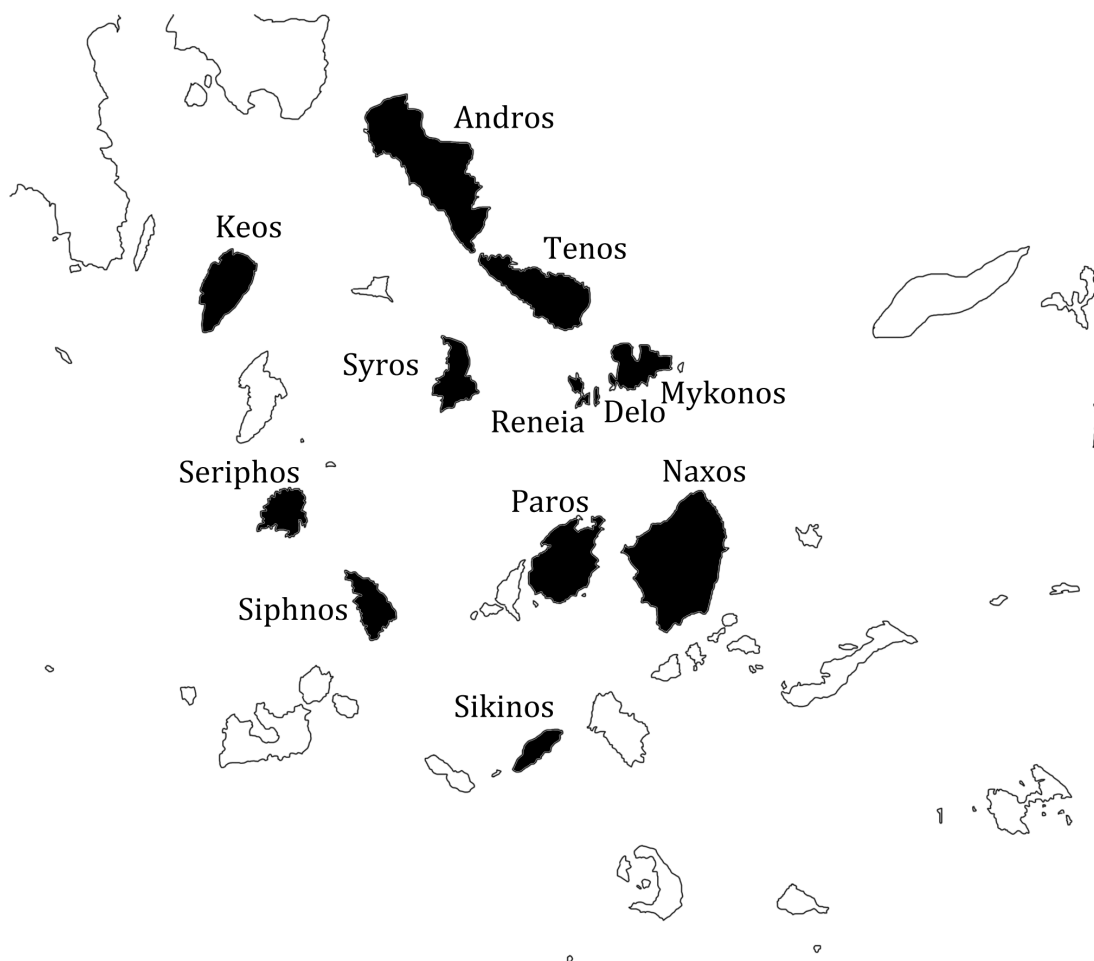 Andros
Keos
Tenos
Syros
Mykonos
Delo
Reneia
Seriphos
Naxos
Paros
Siphnos
Sikinos